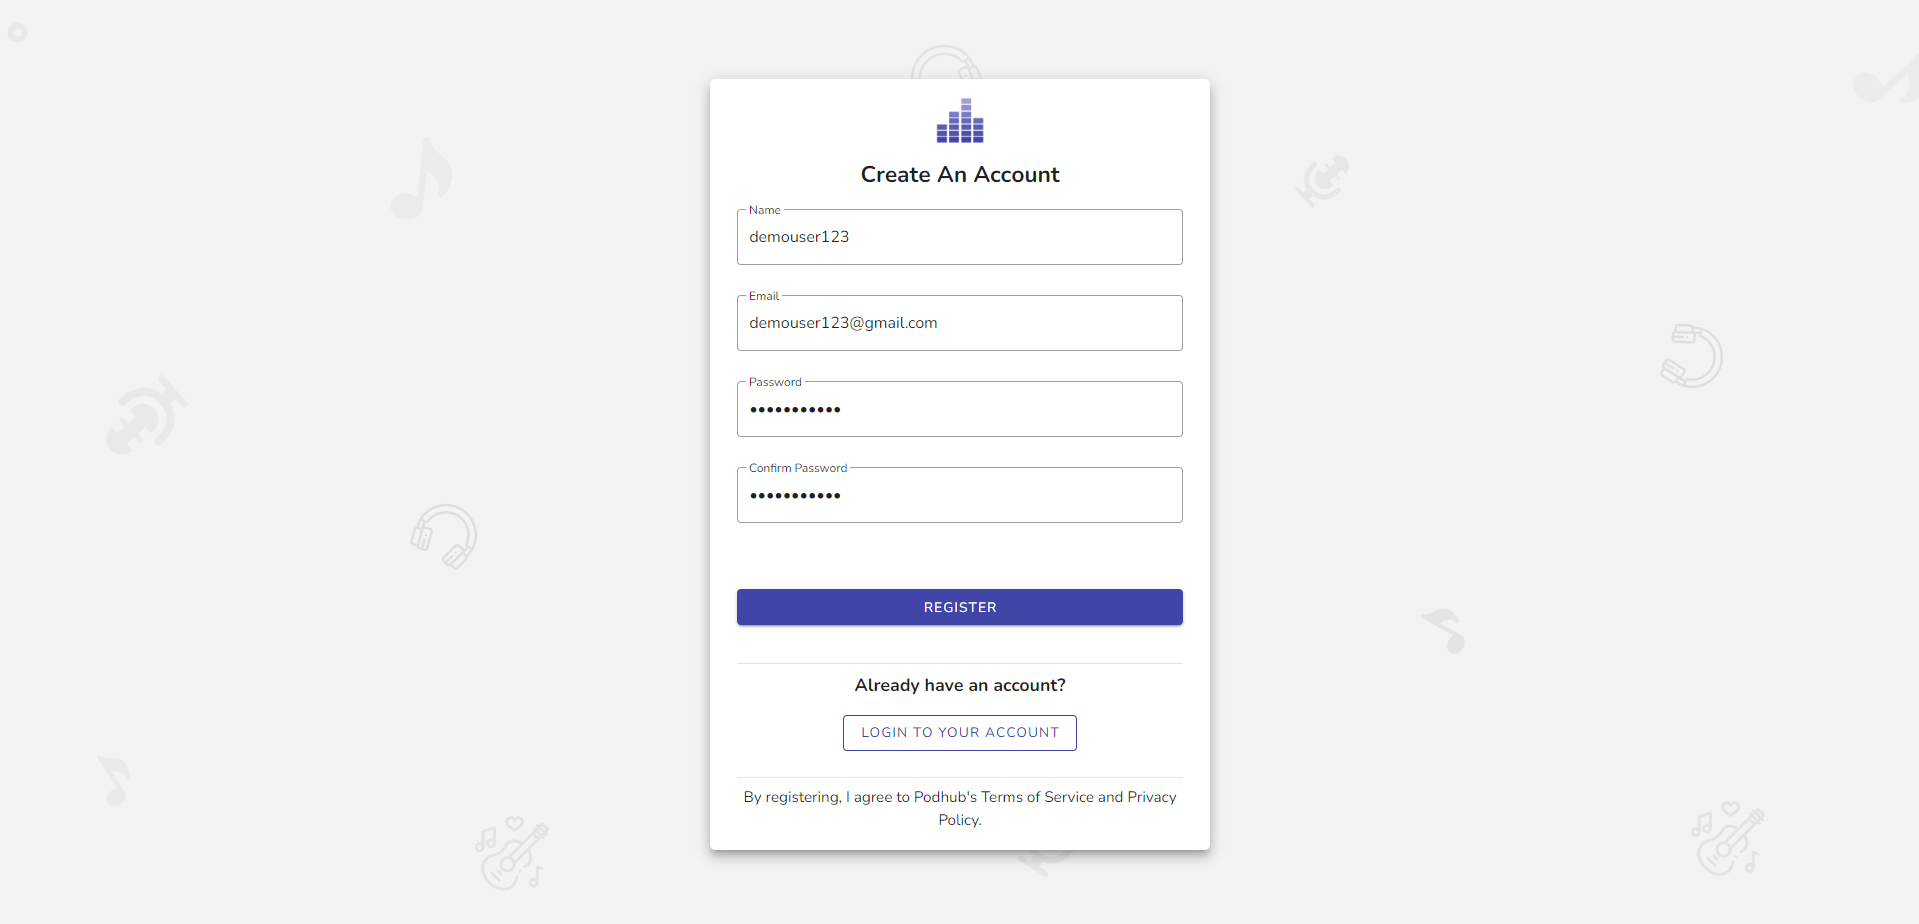 Create An Account
Name
demouser123
Email
demouser123@gmail.com
Password
•••••••••••
Confirm Password
•••••••••••
REGISTER
Already have an account?
LOGIN TO YOUR ACCOUNT
By registering, I agree to Podhub's Terms of Service and Privacy
Policy.